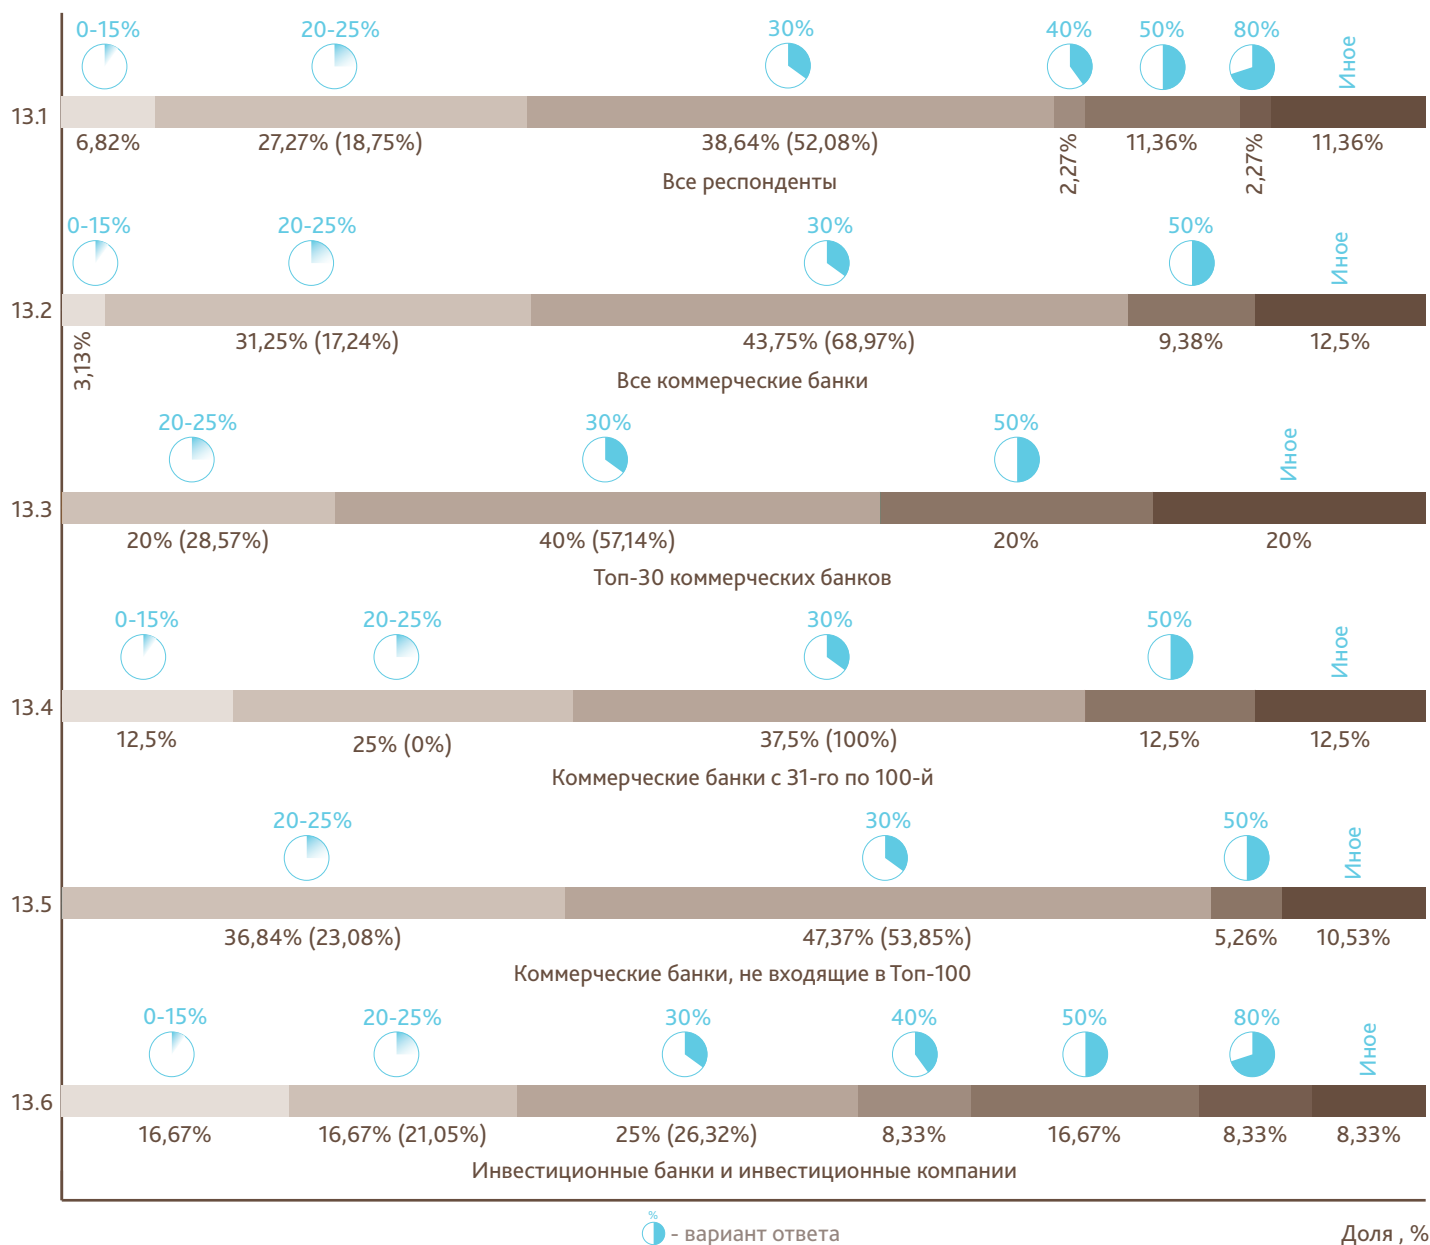 0-15% 20-25% 30% 40% 50% 80% Иное
13.1
6,82% 27,27% (18,75%) 38,64% (52,08%) 2,27% 11,36% 2,27% 11,36%
Все респонденты
0-15% 20-25% 30% 50% Иное
13.2
3,13% 31,25% (17,24%) 43,75% (68,97%) 9,38% 12,5%
Все коммерческие банки
20-25% 30% 50% Иное
13.3
20% (28,57%) 40% (57,14%) 20% 20%
Топ-30 коммерческих банков
0-15% 20-25% 30% 50% Иное
13.4
12,5% 25% (0%) 37,5% (100%) 12,5% 12,5%
Коммерческие банки с 31-го по 100-й
20-25% 30% 50% Иное
13.5
36,84% (23,08%) 47,37% (53,85%) 5,26% 10,53%
Коммерческие банки, не входящие в Топ-100
0-15% 20-25% 30% 40% 50% 80% Иное
13.6
16,67% 16,67% (21,05%) 25% (26,32%) 8,33% 16,67% 8,33% 8,33%
Инвестиционные банки и инвестиционные компании
%
- вариант ответа
Доля , %